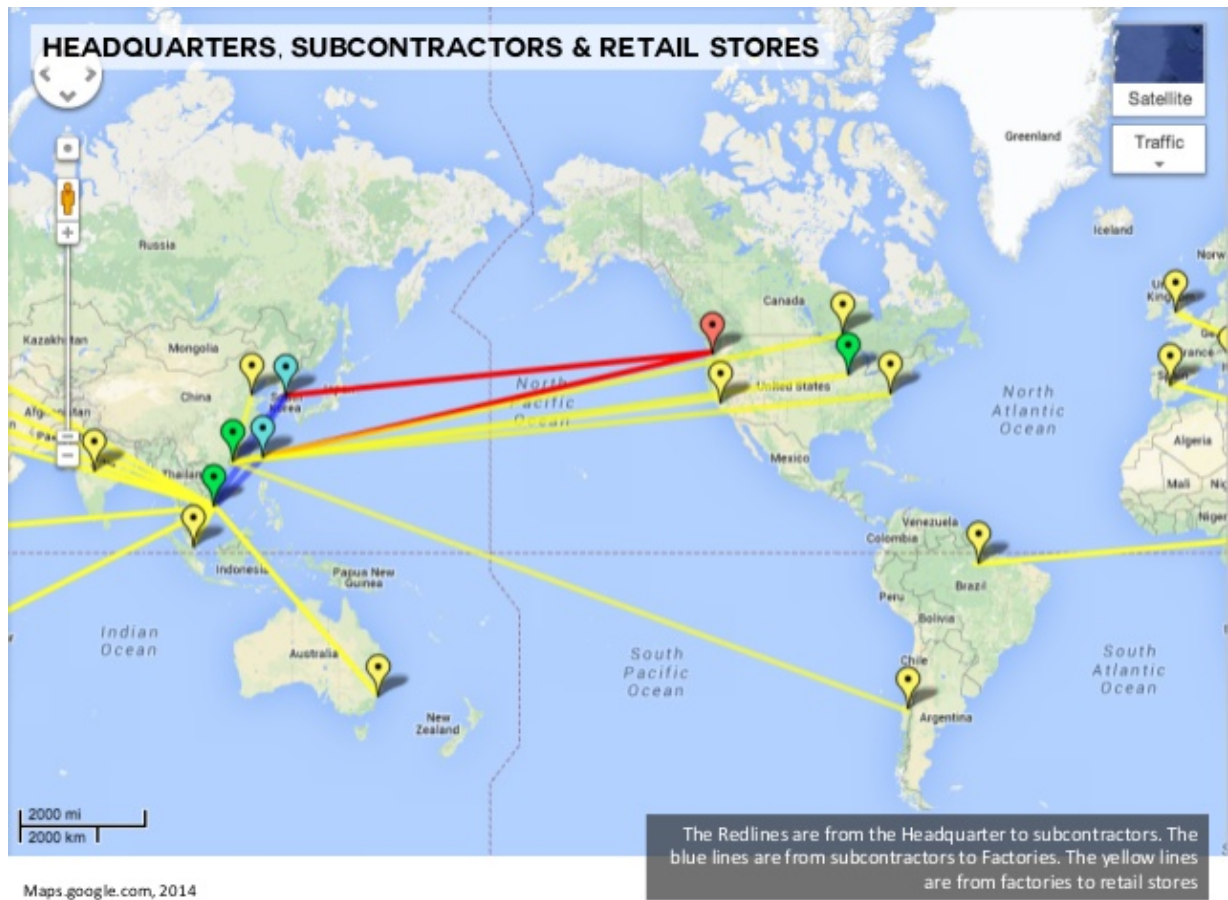 HEADQUARTERS, SUBCONTRACTORS & RETAIL STORES
Satellite
Traffic
Greenland
Iceland
Russia
Canada
Mongolia
China
United States
North
Pacific
Ocean
North
Atlantic
Ocean
Algeria
Mexico
Mali
Thailand
Venezuela
Colombia
Indonesia
Papua New
Guinea
Brazil
Peru
Bolivia
Indian
Ocean
Australia
South
Pacific
Ocean
Chile
South
Atlantic
Ocean
New
Zealand
Argentina
2000 mi
2000 km
The Redlines are from the Headquarter to subcontractors. The
blue lines are from subcontractors to Factories. The yellow lines
are from factories to retail stores
Maps.google.com, 2014